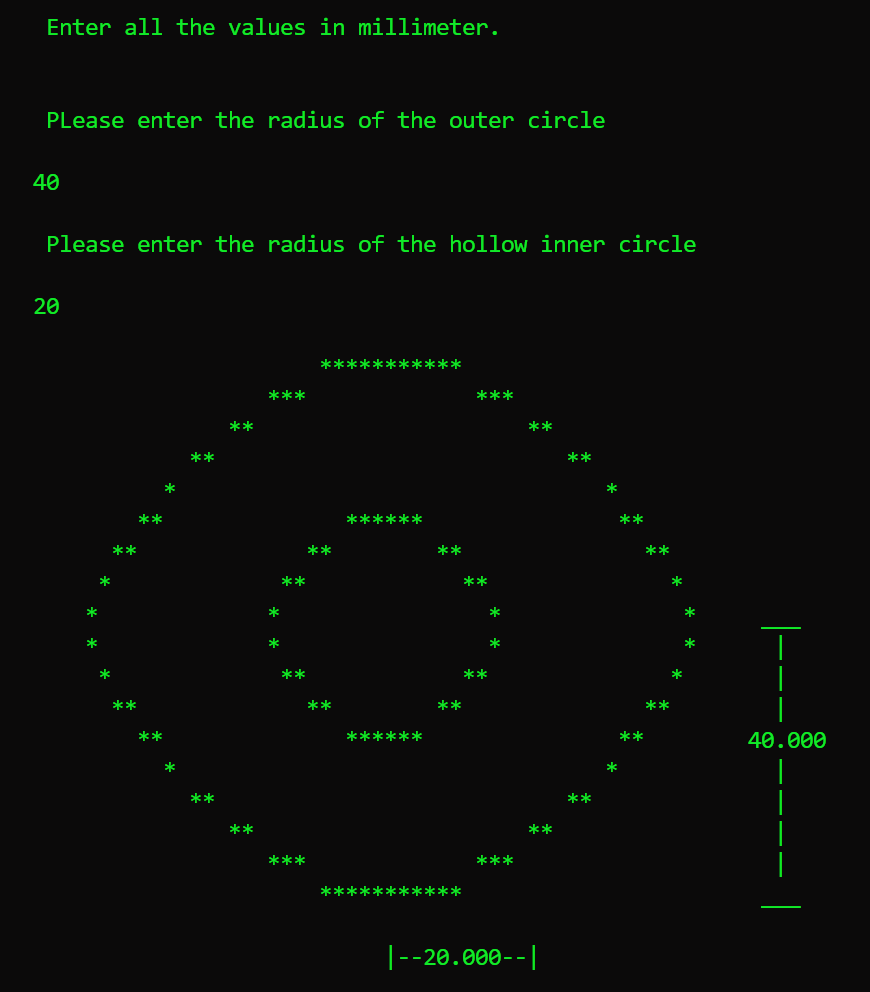 Enter all the values in millimeter.
PLease enter the radius of the outer circle
40
Please enter the radius of the hollow inner circle
20
***********
*** ***
** **
** **
* *
** ****** **
** ** ** **
* ** ** *
* * * * ___
* * * * |
* ** ** * |
** ** ** ** |
** ****** ** 40.000
* * |
** ** |
** ** |
*** *** |
*********** ___
|--20.000--|